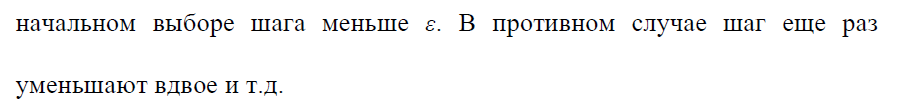 начальном выборе шага меньше ε. В противном случае шаг еще раз
уменьшают вдвое и т.д.